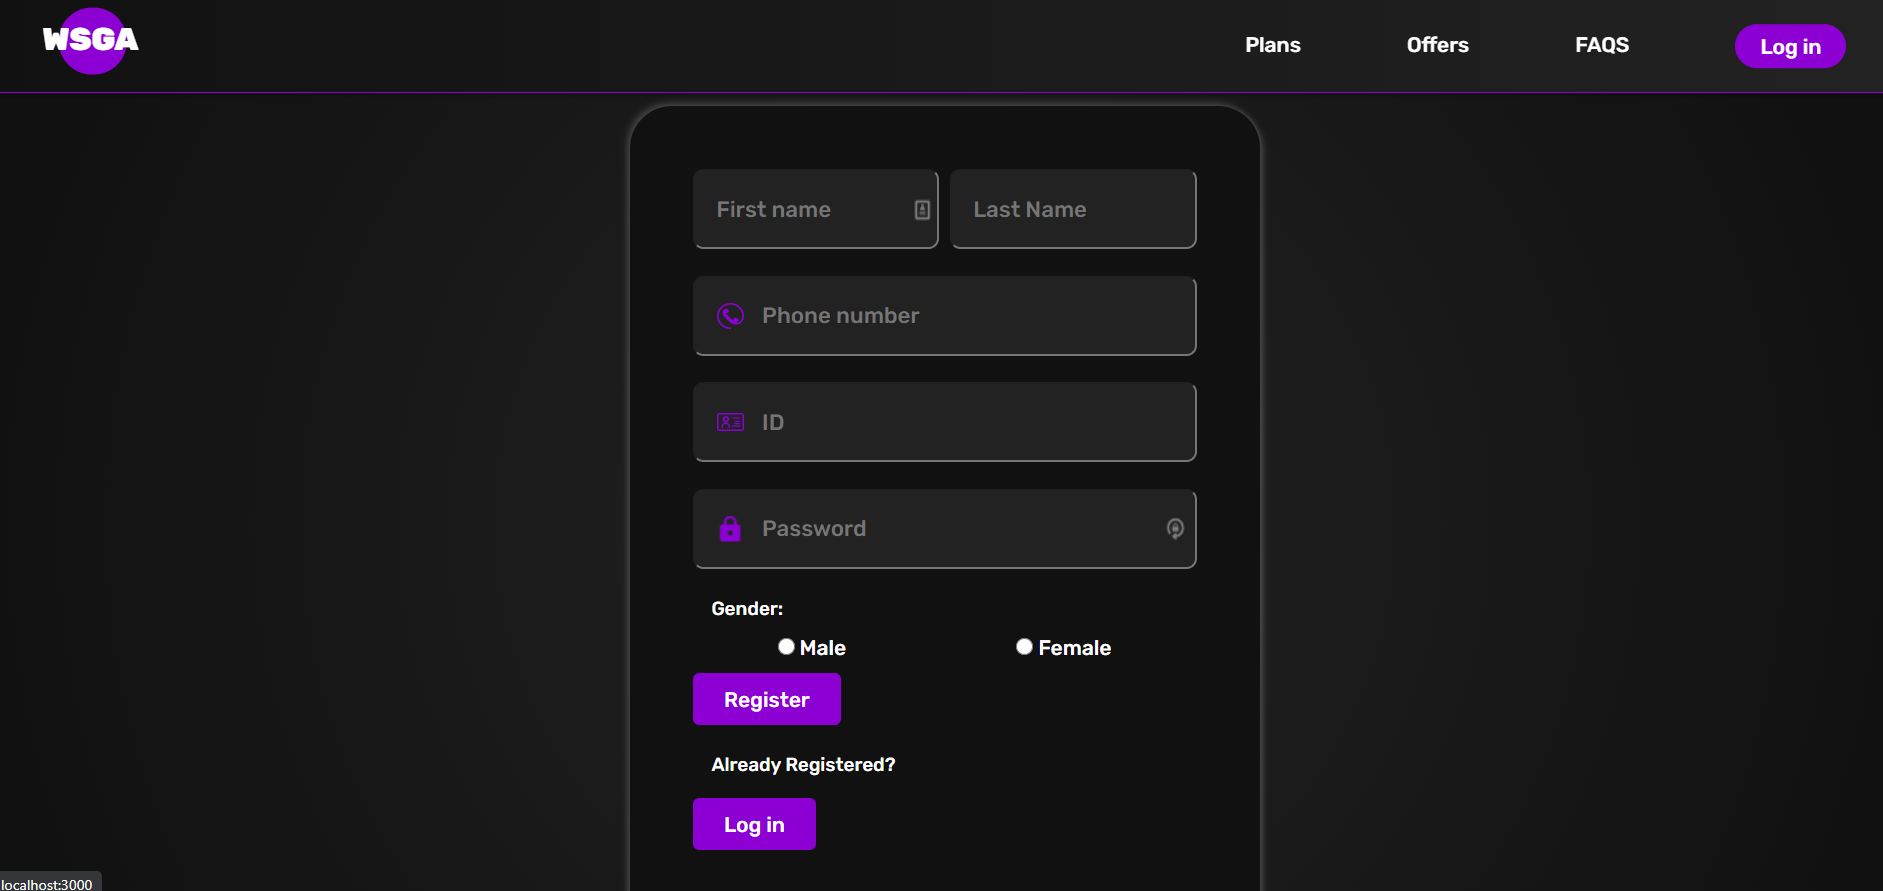 WSGA
Plans
Offers
FAQS
Log in
First name
Last Name
Phone number
ID
Password
Gender:
Male
Female
Register
Already Registered?
Log in
localhost:3000